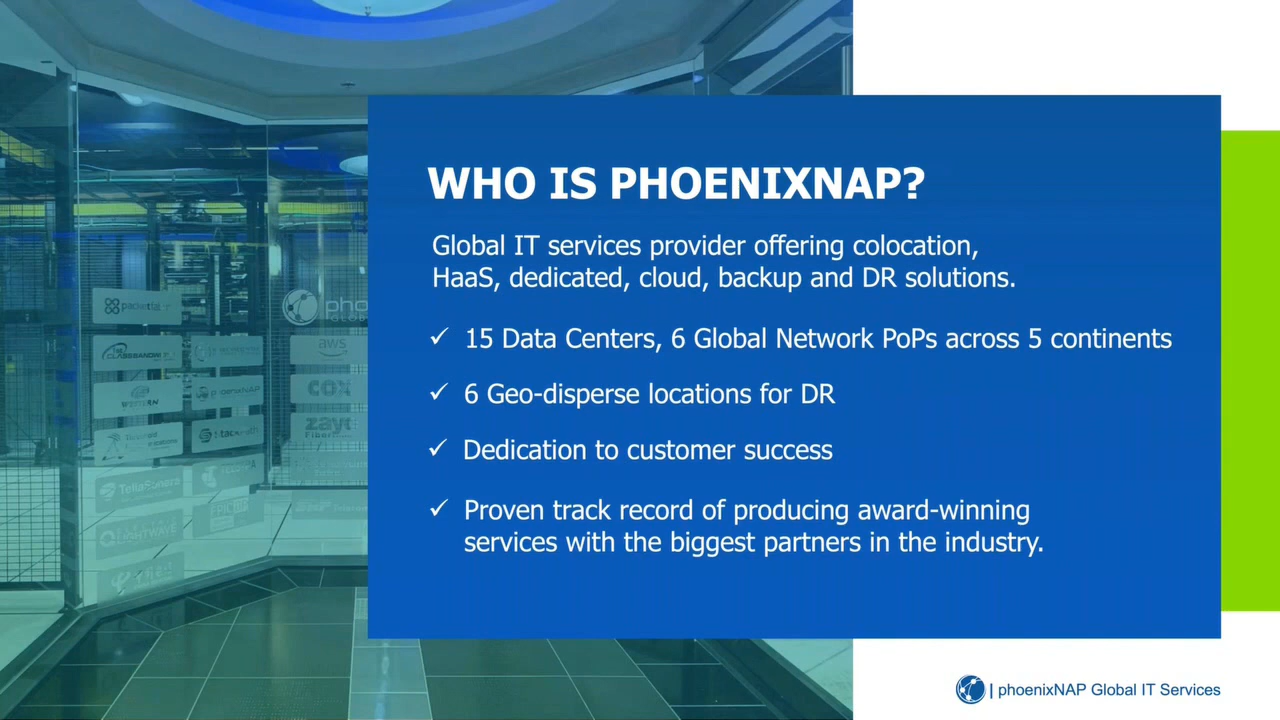 WHO IS PHOENIXNAP?
Global IT services provider offering colocation,
HaaS, dedicated, cloud, backup and DR solutions.
✓ 15 Data Centers, 6 Global Network PoPs across 5 continents
✓ 6 Geo-disperse locations for DR
✓ Dedication to customer success
✓ Proven track record of producing award-winning
services with the biggest partners in the industry.
aws
COX
| phoenixNAP Global IT Services